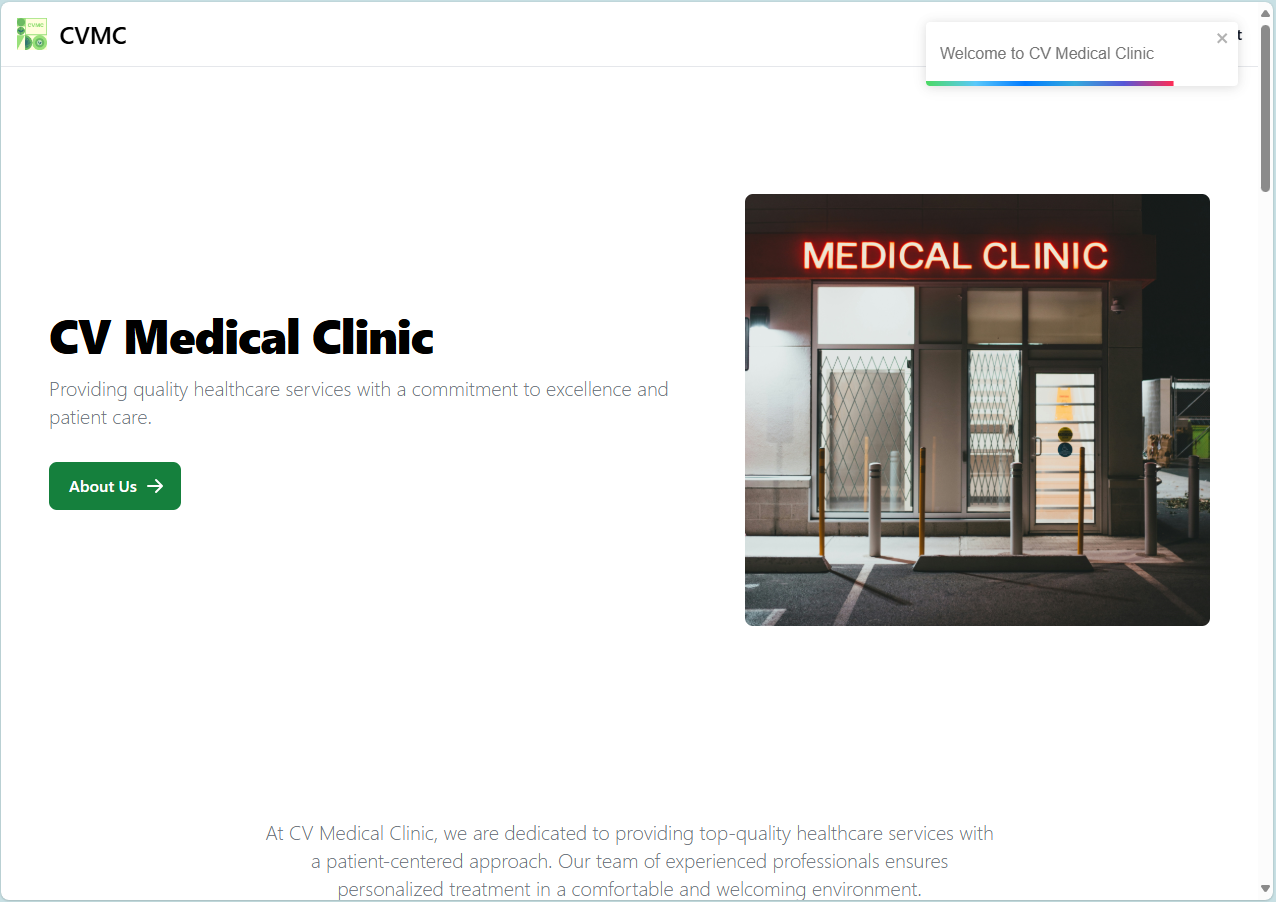 CVMC
CVMC
Welcome to CV Medical Clinic
t
MEDICAL CLINIC
CV Medical Clinic
Providing quality healthcare services with a commitment to excellence and
patient care.
About Us
At CV Medical Clinic, we are dedicated to providing top-quality healthcare services with
a patient-centered approach. Our team of experienced professionals ensures
personalized treatment in a comfortable and welcoming environment.